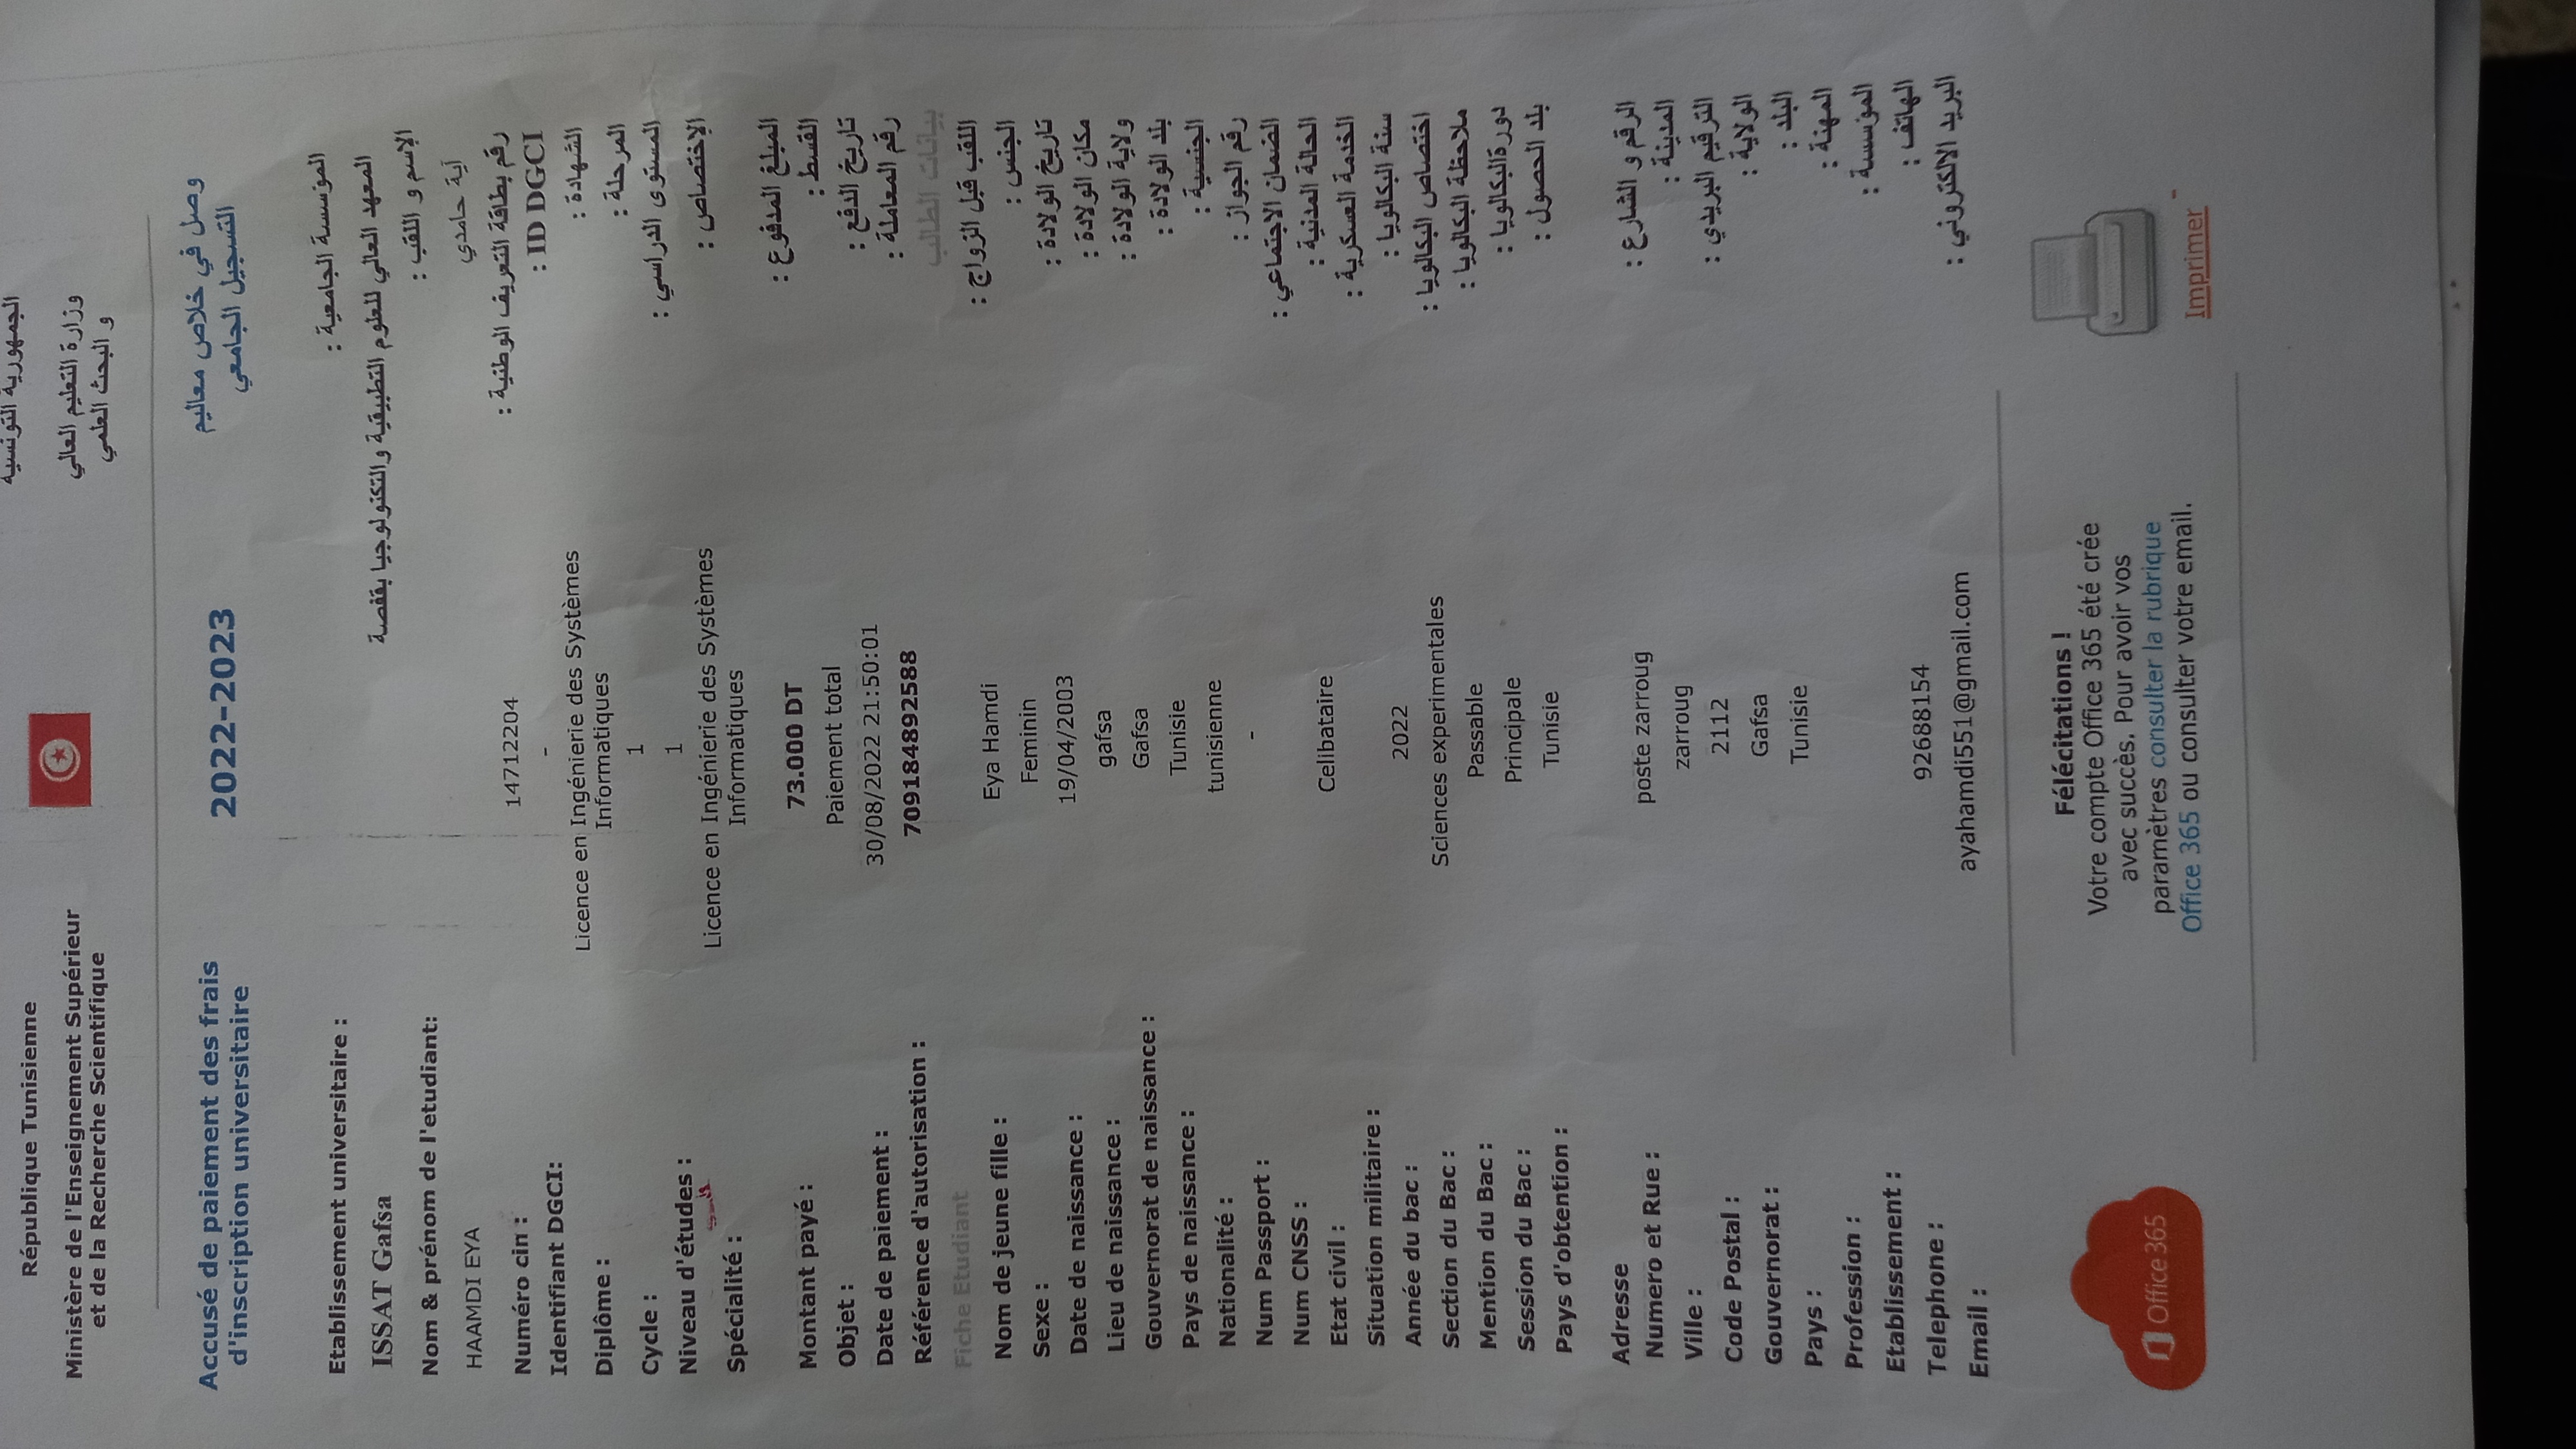 République Tunisienne
الجمهورية التونسية
Ministère de l'Enseignement Supérieur
et de la Recherche Scientifique
وزارة التعليم العالي
و البحث العلمي
Accusé de paiement des frais
d'inscription universitaire
2022-2023
وصل في خلاص معاليم
التسجيل الجامعي
Etablissement universitaire :
المؤسسة الجامعية :
ISSAT Gafsa
المعهد العالي للعلوم التطبيقية والتكنولوجيا بقفصة
Nom & prénom de l'etudiant:
الإسم و اللقب :
HAAMDI EYA
آية حامدي
Numéro cin : 14712204 رقم بطاقة التعريف الوطنية :
Identifiant DGCI: - ID DGCI :
Diplôme : Licence en Ingénierie des Systèmes
Informatiques الشهادة :
Cycle : 1 المرحلة :
Niveau d'études : 1 المستوى الدراسي :
Spécialité : Licence en Ingénierie des Systèmes
Informatiques الإختصاص :
Montant payé : 73.000 DT المبلغ المدفوع :
Objet : Paiement total القسط :
Date de paiement : 30/08/2022 21:50:01 تاريخ الدفع :
Référence d'autorisation : 709184892588 رقم المعاملة :
Fiche Etudiant بيانات الطالب
Nom de jeune fille : Eya Hamdi اللقب قبل الزواج :
Sexe : Feminin الجنس :
Date de naissance : 19/04/2003 تاريخ الولادة :
Lieu de naissance : gafsa مكان الولادة :
Gouvernorat de naissance : Gafsa ولاية الولادة :
Pays de naissance : Tunisie بلد الولادة :
Nationalité : tunisienne الجنسية :
Num Passport : - رقم الجواز :
Num CNSS : الضمان الاجتماعي :
Etat civil : Celibataire الحالة المدنية :
Situation militaire : الخدمة العسكرية :
Année du bac : 2022 سنة البكالويا :
Section du Bac : Sciences experimentales اختصاص البكالويا :
Mention du Bac : Passable ملاحظة البكالويا :
Session du Bac : Principale دورةالبكالويا :
Pays d'obtention : Tunisie بلد الحصول :
Adresse
Numero et Rue : poste zarroug الرقم و الشارع :
Ville : zarroug المدينة :
Code Postal : 2112 الترقيم البريدي :
Gouvernorat : Gafsa الولاية :
Pays : Tunisie البلد :
Profession : المهنة :
Etablissement : المؤسسة :
Telephone : 92688154 الهاتف :
Email : ayahamdi551@gmail.com البريد الالكتروني :
Félécitations !
Votre compte Office 365 été crée
avec succès. Pour avoir vos
paramètres consulter la rubrique
Office 365 ou consulter votre email.
Office 365
Imprimer